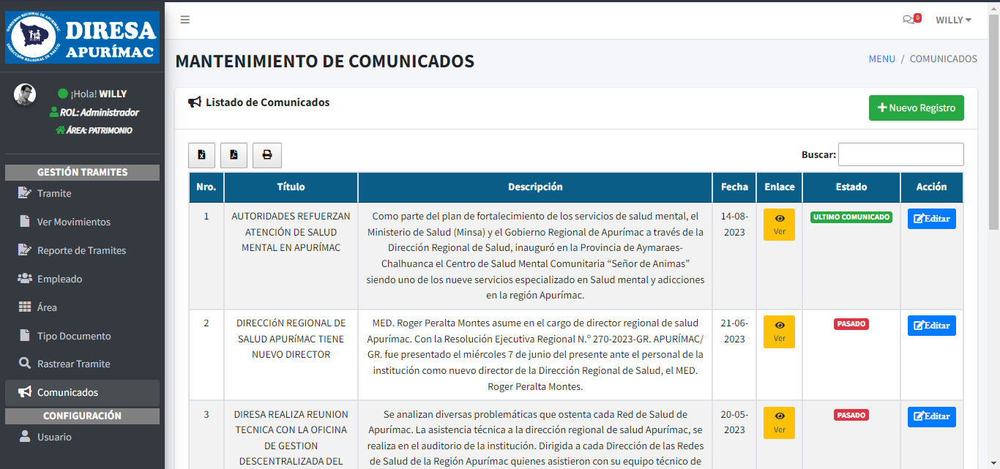 GOBIERNO REGIONAL DE APURIMAC
DIRECCIÓN REGIONAL DE SALUD
DIRESA
APURÍMAC
¡Hola! WILLY
ROL: Administrador
ÁREA: PATRIMONIO
GESTIÓN TRAMITES
Tramite
Ver Movimientos
Reporte de Tramites
Empleado
Área
Tipo Documento
Rastrear Tramite
Comunicados
CONFIGURACIÓN
Usuario
0
WILLY
MANTENIMIENTO DE COMUNICADOS
MENU / COMUNICADOS
Listado de Comunicados
Nuevo Registro
Buscar:
Nro. Título Descripción Fecha Enlace Estado Acción
1
AUTORIDADES REFUERZAN
ATENCIÓN DE SALUD
MENTAL EN APURÍMAC
Como parte del plan de fortalecimiento de los servicios de salud mental, el
Ministerio de Salud (Minsa) y el Gobierno Regional de Apurímac a través de la
Dirección Regional de Salud, inauguró en la Provincia de Aymaraes-
Chalhuanca el Centro de Salud Mental Comunitaria “Señor de Animas”
siendo uno de los nueve servicios especializado en Salud mental y adicciones
en la región Apurímac.
14-08-
2023
Ver
ULTIMO COMUNICADO
Editar
2
DIRECCIóN REGIONAL DE
SALUD APURíMAC TIENE
NUEVO DIRECTOR
MED. Roger Peralta Montes asume en el cargo de director regional de salud
Apurímac. Con la Resolución Ejecutiva Regional N.º 270-2023-GR. APURÍMAC/
GR. fue presentado el miércoles 7 de junio del presente ante el personal de la
institución como nuevo director de la Dirección Regional de Salud, el MED.
Roger Peralta Montes.
21-06-
2023
Ver
PASADO
Editar
3
DIRESA REALIZA REUNION
TECNICA CON LA OFICINA
DE GESTION
DESCENTRALIZADA DEL
Se analizan diversas problemáticas que ostenta cada Red de Salud de
Apurímac. La asistencia técnica a la dirección regional de salud Apurímac, se
realiza en el auditorio de la institución. Dirigida a cada Dirección de las Redes
de Salud de la Región Apurímac quienes asistieron con su equipo técnico de
20-05-
2023
Ver
PASADO
Editar